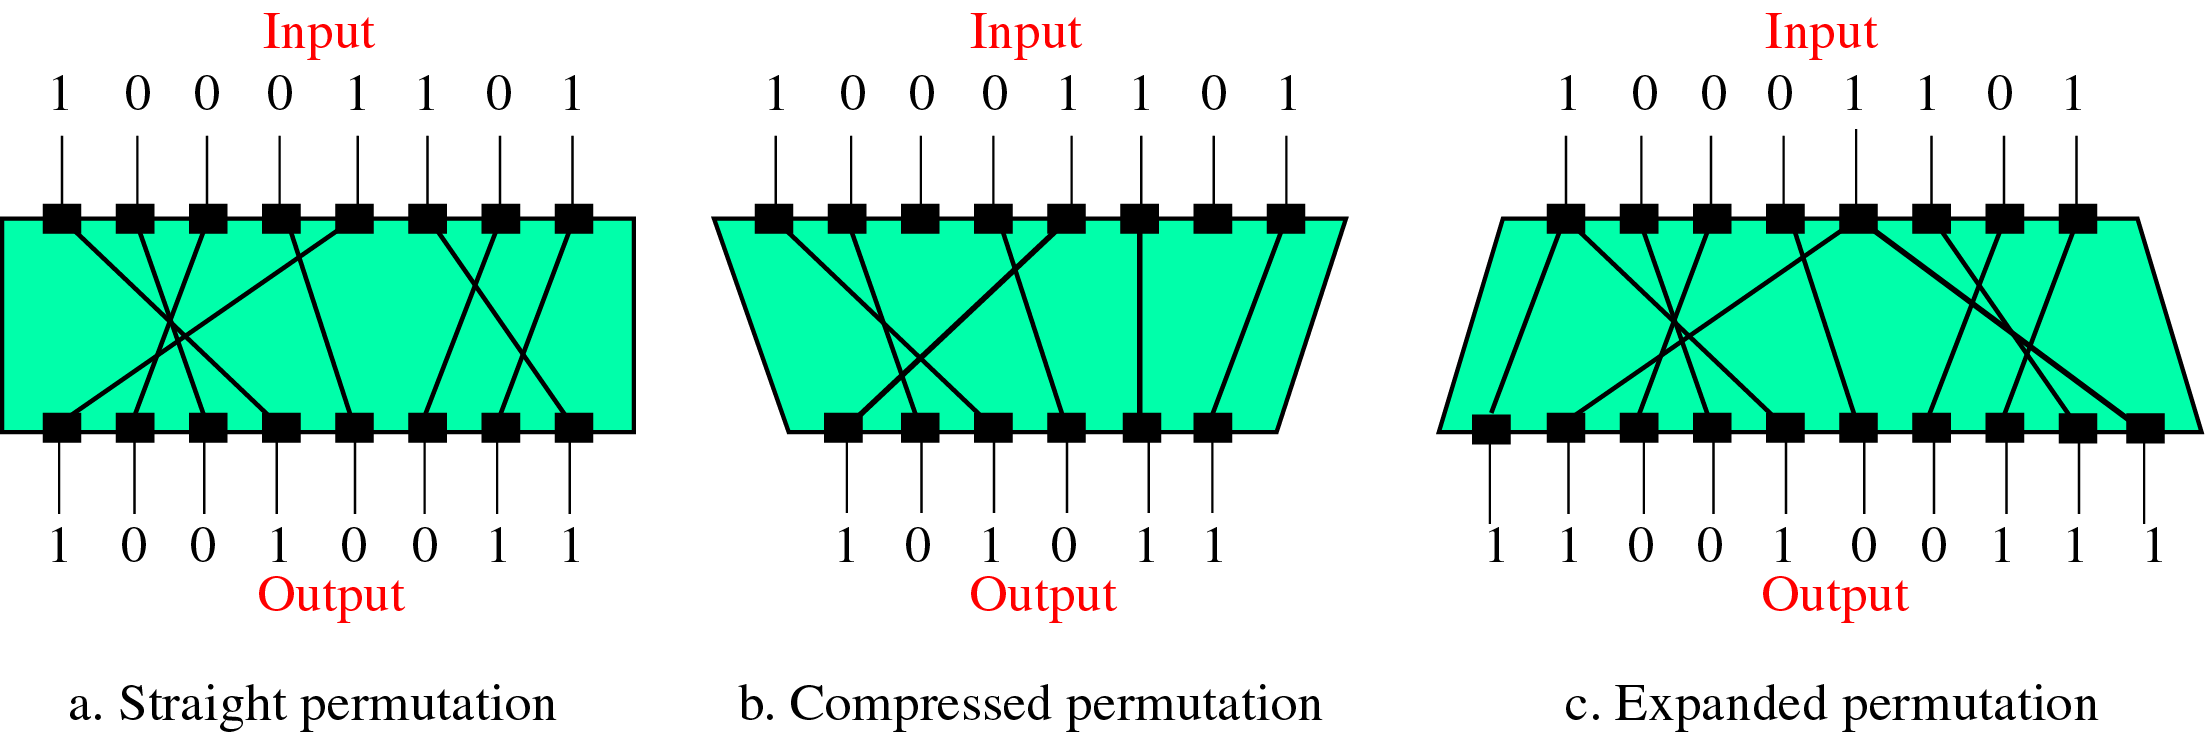 Input Input Input
1 0 0 0 1 1 0 1 1 0 0 0 1 1 0 1 1 0 0 0 1 1 0 1
1 0 0 1 0 0 1 1 1 0 1 0 1 1 1 1 0 0 1 0 0 1 1 1
Output Output Output
a. Straight permutation b. Compressed permutation c. Expanded permutation